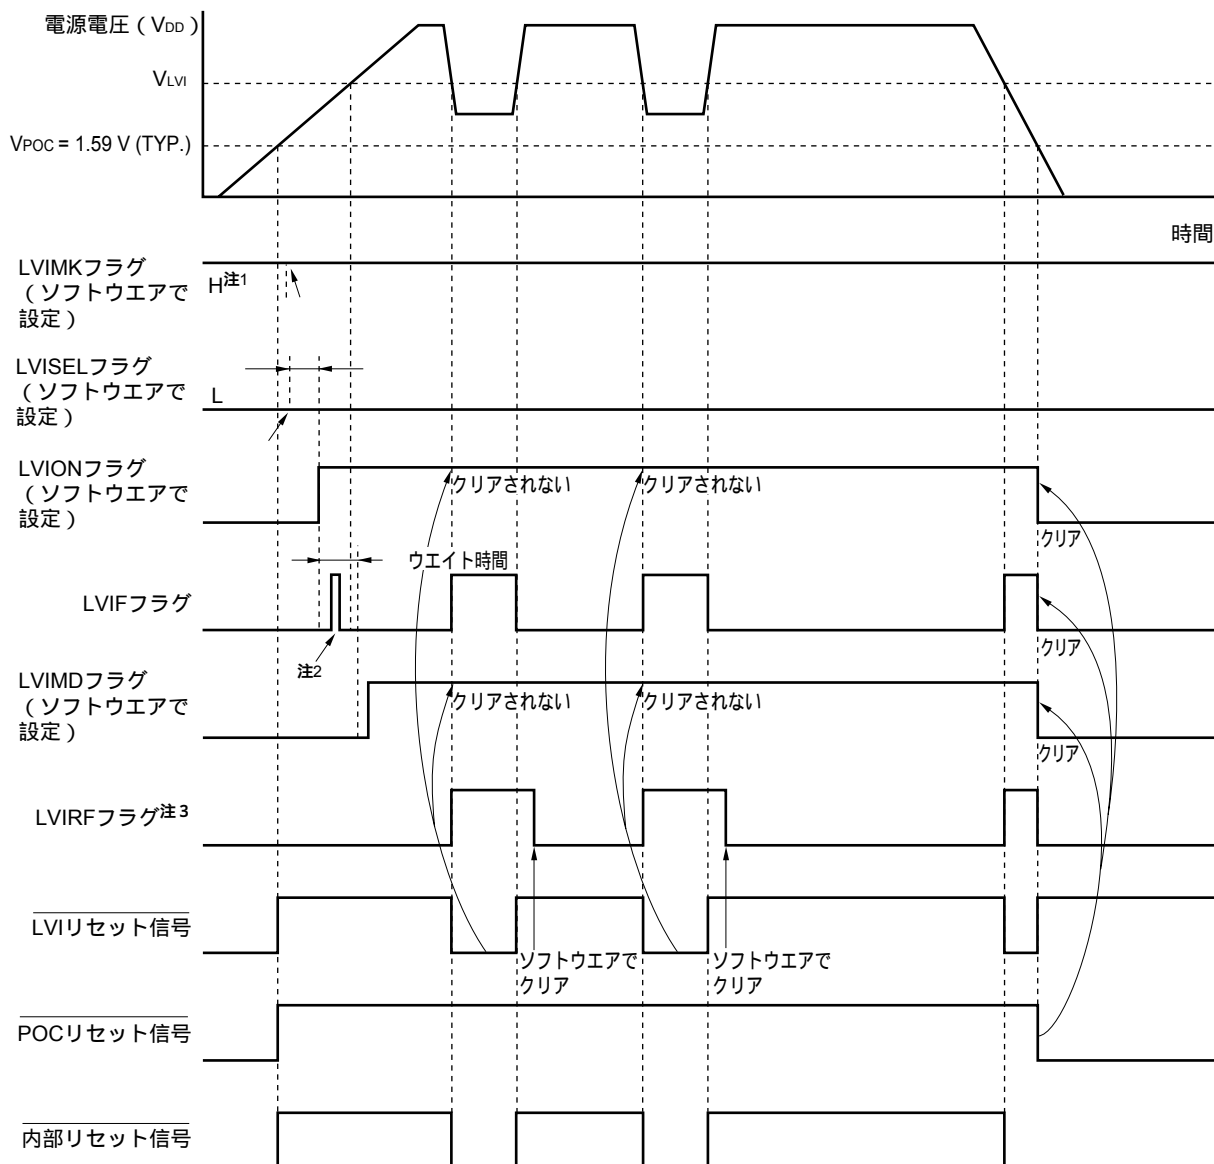 電源電圧（VDD）
VLVI
VPOC = 1.59 V (TYP.)
時間
LVIMKフラグ
（ソフトウエアで
設定）
H注1
LVISELフラグ
（ソフトウエアで
設定）
L
LVIONフラグ
（ソフトウエアで
設定）
クリアされない
クリアされない
クリア
ウエイト時間
LVIFフラグ
注2
クリア
LVIMDフラグ
（ソフトウエアで
設定）
クリアされない
クリアされない
クリア
LVIRFフラグ注３
LVIリセット信号
ソフトウエアで
クリア
ソフトウエアで
クリア
POCリセット信号
内部リセット信号